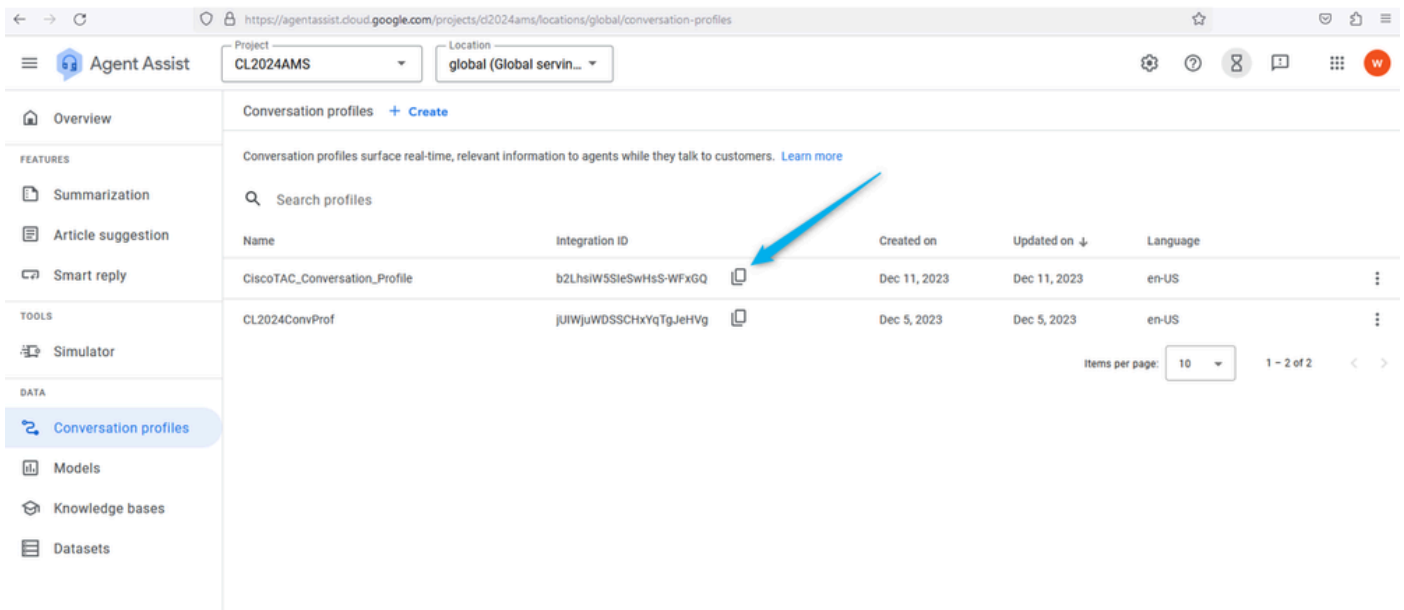 https://agentassist.cloud.google.com/projects/cl2024ams/locations/global/conversation-profiles
Agent Assist
Project
CL2024AMS
Location
global (Global servin...
W
Overview
Conversation profiles + Create
FEATURES
Conversation profiles surface real-time, relevant information to agents while they talk to customers. Learn more
Summarization
Search profiles
Article suggestion
Name Integration ID Created on Updated on ↓ Language
Smart reply
CiscoTAC_Conversation_Profile b2LhsiW5SIeSwHsS-WFxGQ Dec 11, 2023 Dec 11, 2023 en-US
TOOLS
CL2024ConvProf jUIWjuWDSSCHxYqTgJeHVg Dec 5, 2023 Dec 5, 2023 en-US
Simulator
Items per page: 10 1 – 2 of 2
DATA
Conversation profiles
Models
Knowledge bases
Datasets